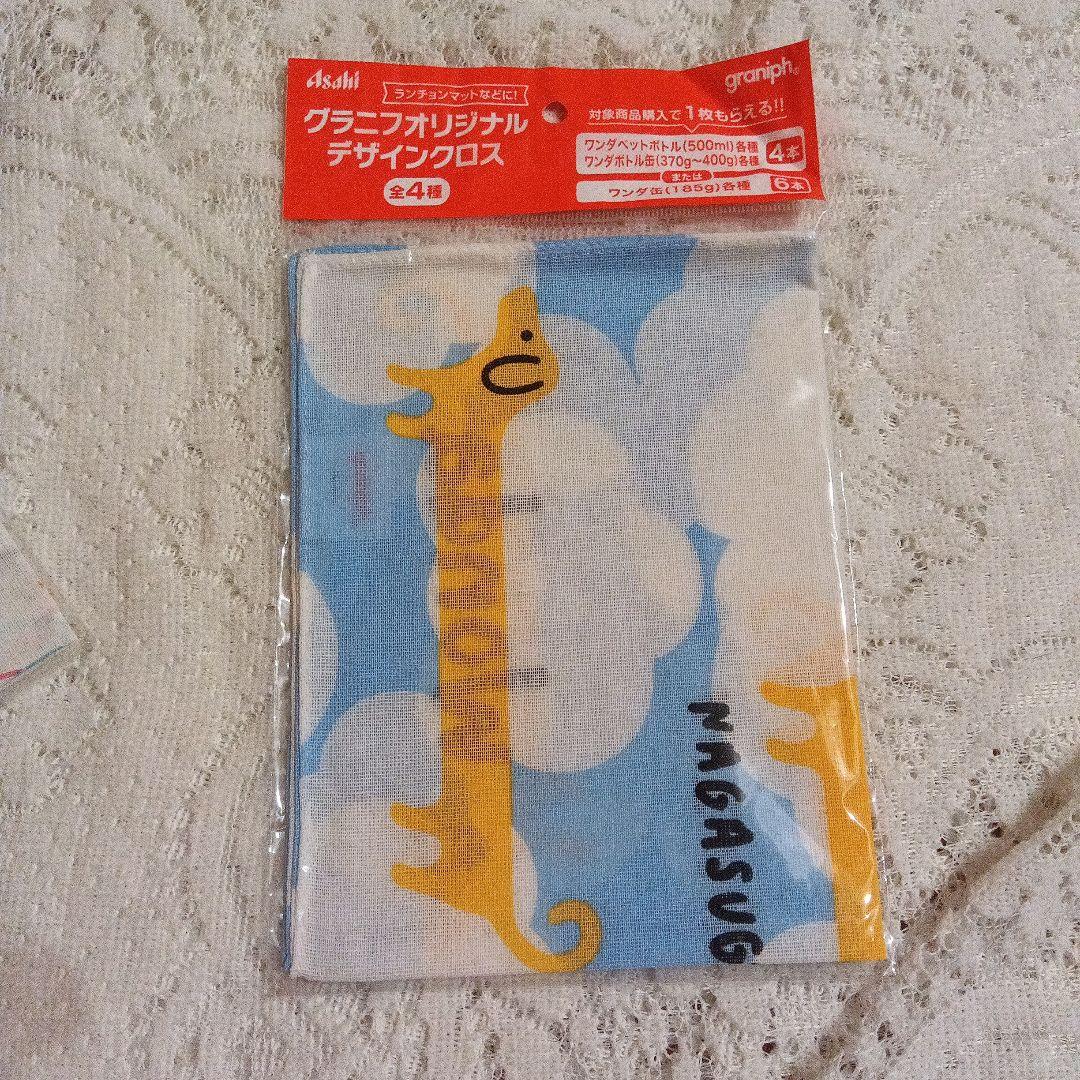 Asahi
ランチョンマットなどに!
グラニフオリジナル
デザインクロス
全4種
graniph®
対象商品購入で1枚もらえる!!
ワンダペットボトル(500ml)各種
ワンダボトル缶(370g〜400g)各種
4本
または
ワンダ缶(185g)各種
6本
NAGASUG